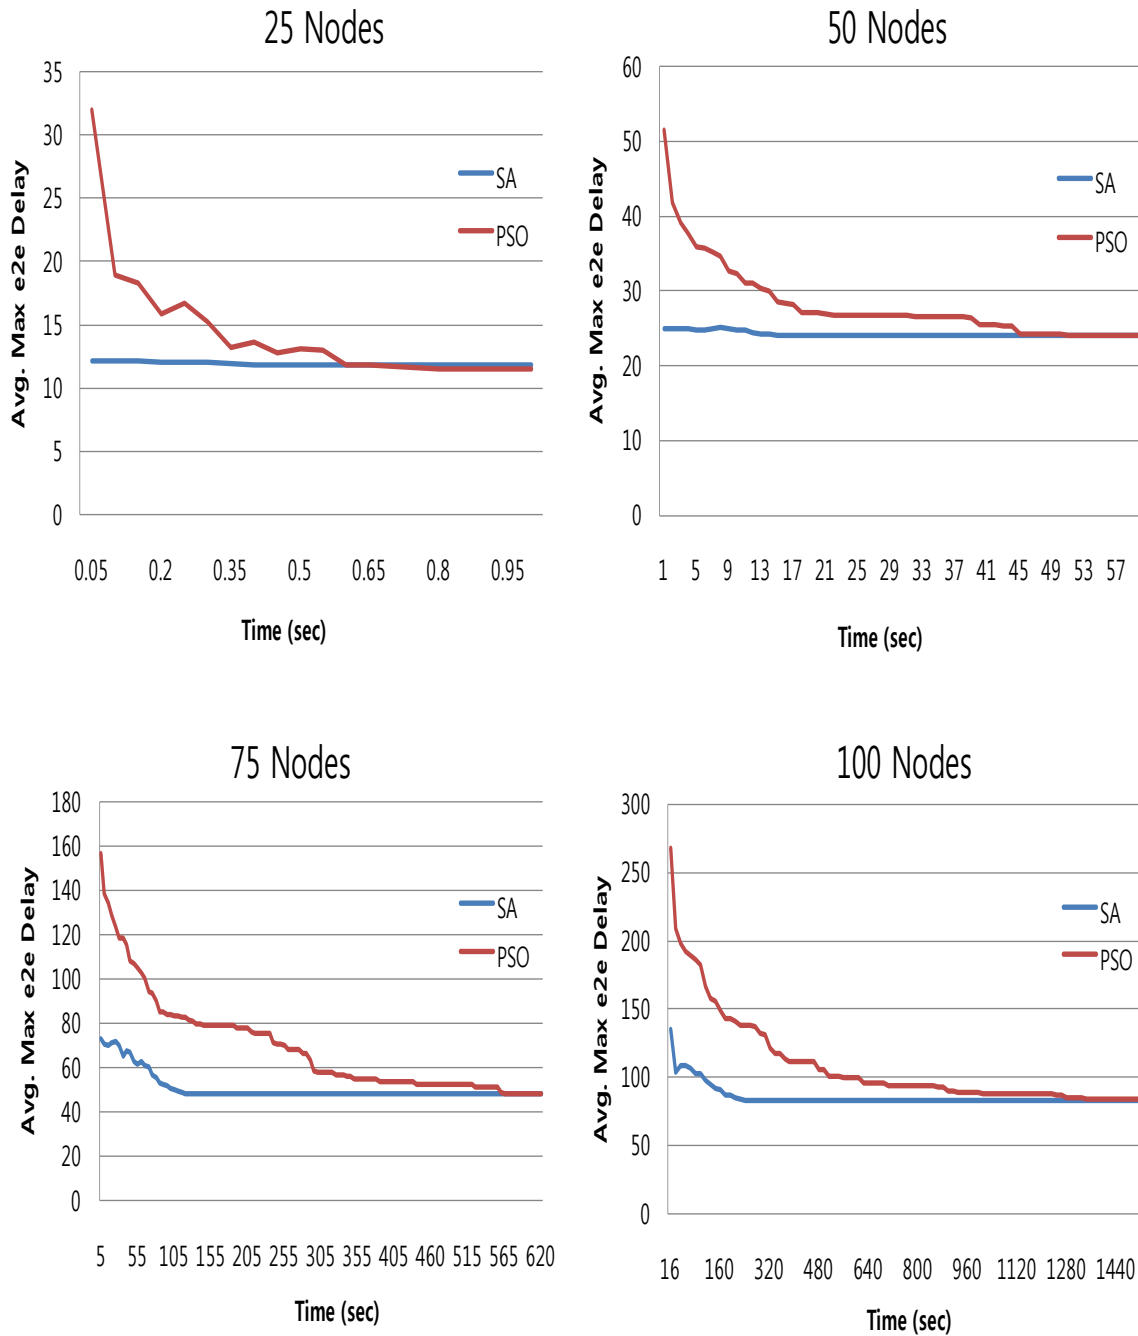 25 Nodes
35
30
25
20
15
10
5
0
Avg. Max e2e Delay
SA
PSO
0.05 0.2 0.35 0.5 0.65 0.8 0.95
Time (sec)
50 Nodes
60
50
40
30
20
10
0
Avg. Max e2e Delay
SA
PSO
1 5 9 13 17 21 25 29 33 37 41 45 49 53 57
Time (sec)
75 Nodes
180
160
140
120
100
80
60
40
20
0
Avg. Max e2e Delay
SA
PSO
5 55 105 155 205 255 305 355 405 460 515 565 620
Time (sec)
100 Nodes
300
250
200
150
100
50
0
Avg. Max e2e Delay
SA
PSO
16 160 320 480 640 800 960 1120 1280 1440
Time (sec)